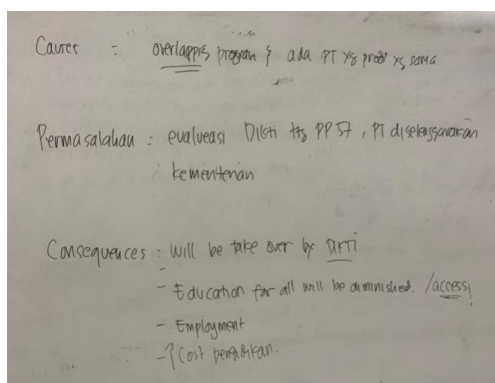 Causes = overlapping program & ada PT yg prodi yg sama
Permasalahan : evalueasi Dikti ttg PP 57, PT diselenggarakan
kementerian
Consequences : will be take over by DIKTI
- Education for all will be diminished. /access/
- Employment
- ↑ Cost pendidikan.